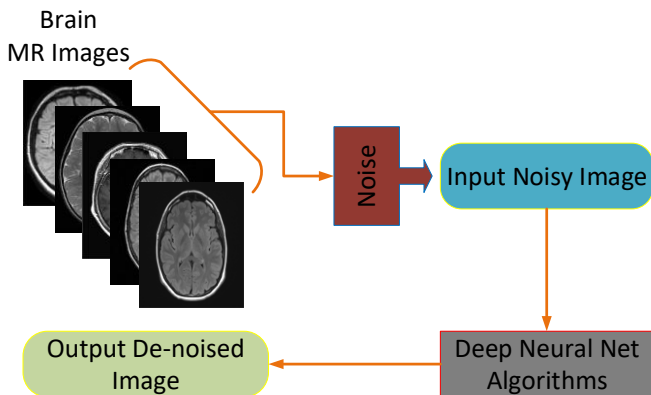 Brain
MR Images
Noise
Input Noisy Image
Deep Neural Net
Algorithms
Output De-noised
Image